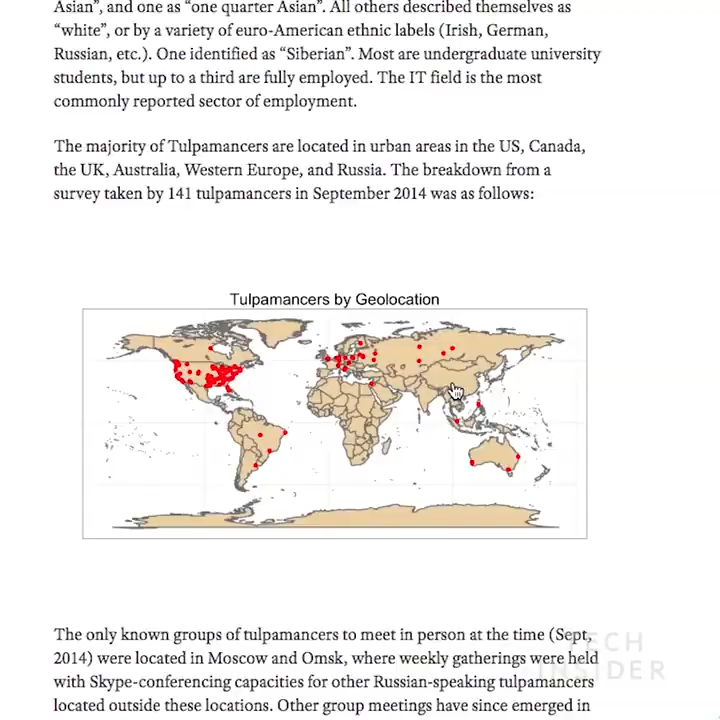 Asian”, and one as “one quarter Asian”. All others described themselves as
“white”, or by a variety of euro-American ethnic labels (Irish, German,
Russian, etc.). One identified as “Siberian”. Most are undergraduate university
students, but up to a third are fully employed. The IT field is the most
commonly reported sector of employment.
The majority of Tulpamancers are located in urban areas in the US, Canada,
the UK, Australia, Western Europe, and Russia. The breakdown from a
survey taken by 141 tulpamancers in September 2014 was as follows:
Tulpamancers by Geolocation
The only known groups of tulpamancers to meet in person at the time (Sept,
2014) were located in Moscow and Omsk, where weekly gatherings were held
with Skype-conferencing capacities for other Russian-speaking tulpamancers
located outside these locations. Other group meetings have since emerged in
TECH
INSIDER